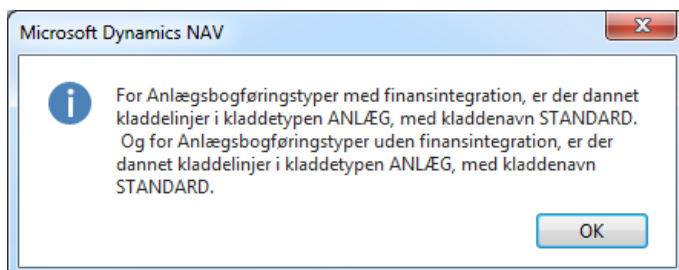 Microsoft Dynamics NAV
For Anlægsbogføringstyper med finansintegration, er der dannet
kladdelinjer i kladdetypen ANLÆG, med kladdenavn STANDARD.
Og for Anlægsbogføringstyper uden finansintegration, er der
dannet kladdelinjer i kladdetypen ANLÆG, med kladdenavn
STANDARD.
OK